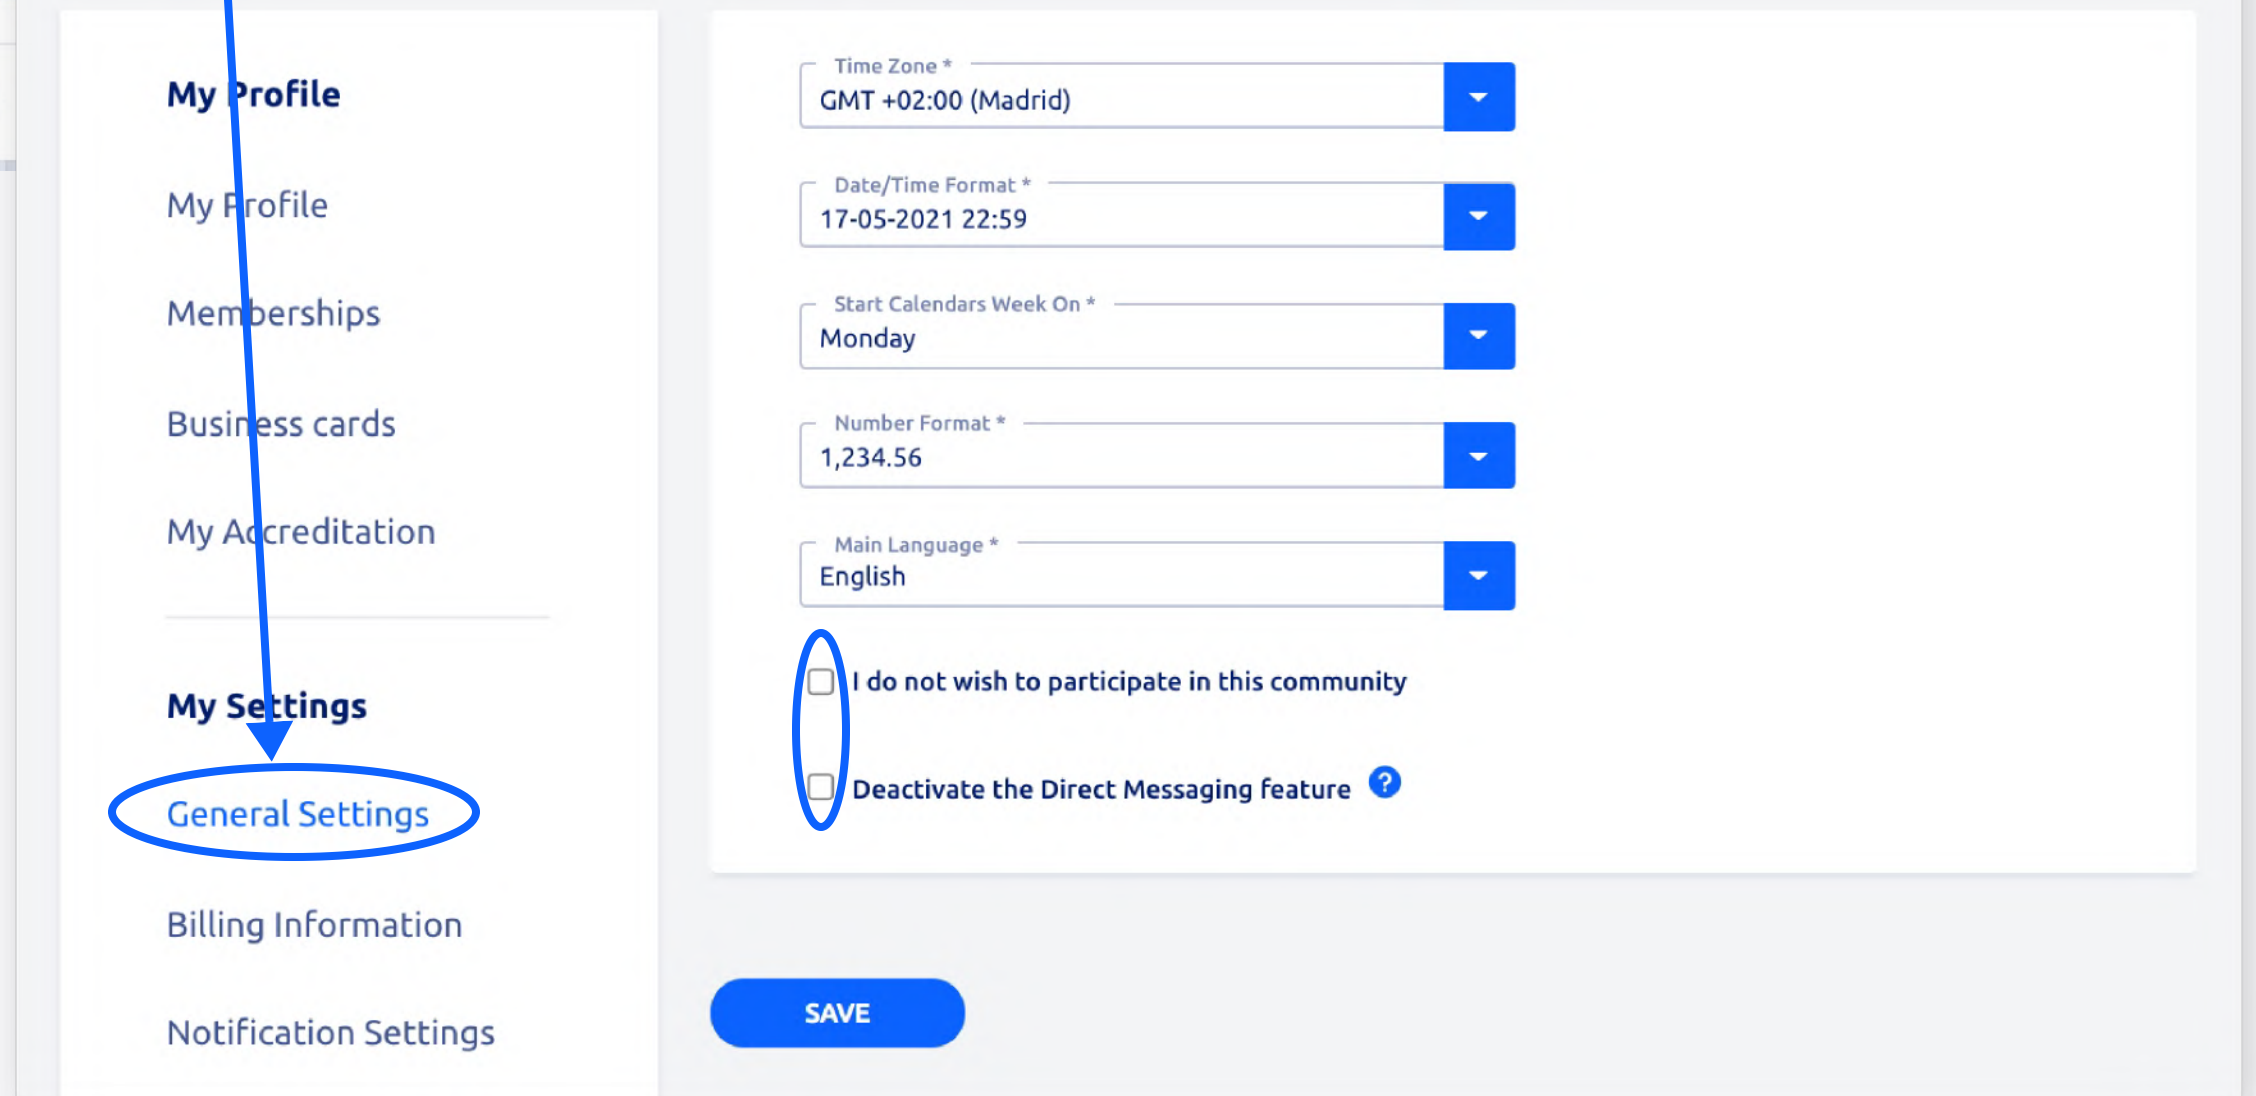 My Profile
My Profile
Memberships
Business cards
My Accreditation
My Settings
General Settings
Billing Information
Notification Settings
Time Zone *
GMT +02:00 (Madrid)
Date/Time Format *
17-05-2021 22:59
Start Calendars Week On *
Monday
Number Format *
1,234.56
Main Language *
English
I do not wish to participate in this community
Deactivate the Direct Messaging feature ?
SAVE